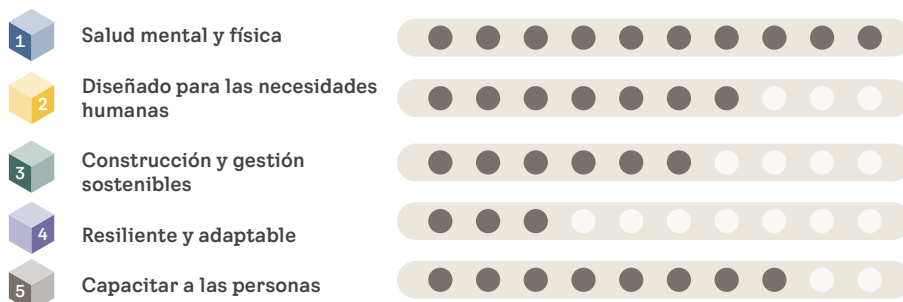 1
Salud mental y física
2
Diseñado para las necesidades
humanas
3
Construcción y gestión
sostenibles
4
Resiliente y adaptable
5
Capacitar a las personas